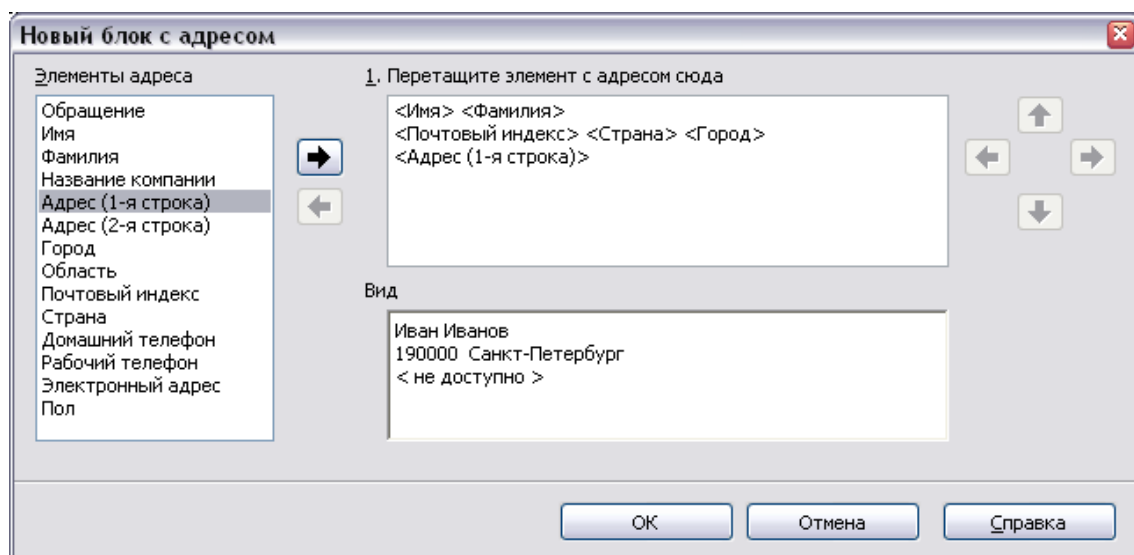 Новый блок с адресом
Элементы адреса
Обращение
Имя
Фамилия
Название компании
Адрес (1-я строка)
Адрес (2-я строка)
Город
Область
Почтовый индекс
Страна
Домашний телефон
Рабочий телефон
Электронный адрес
Пол
1. Перетащите элемент с адресом сюда
<Имя> <Фамилия>
<Почтовый индекс> <Страна> <Город>
<Адрес (1-я строка)>
Вид
Иван Иванов
190000  Санкт-Петербург
< не доступно >
ОК
Отмена
Справка